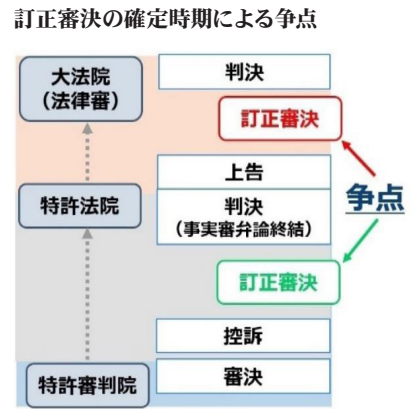 訂正審決の確定時期による争点
大法院
（法律審）
判決
訂正審決
上告
特許法院
判決
（事実審弁論終結）
争点
訂正審決
控訴
特許審判院
審決